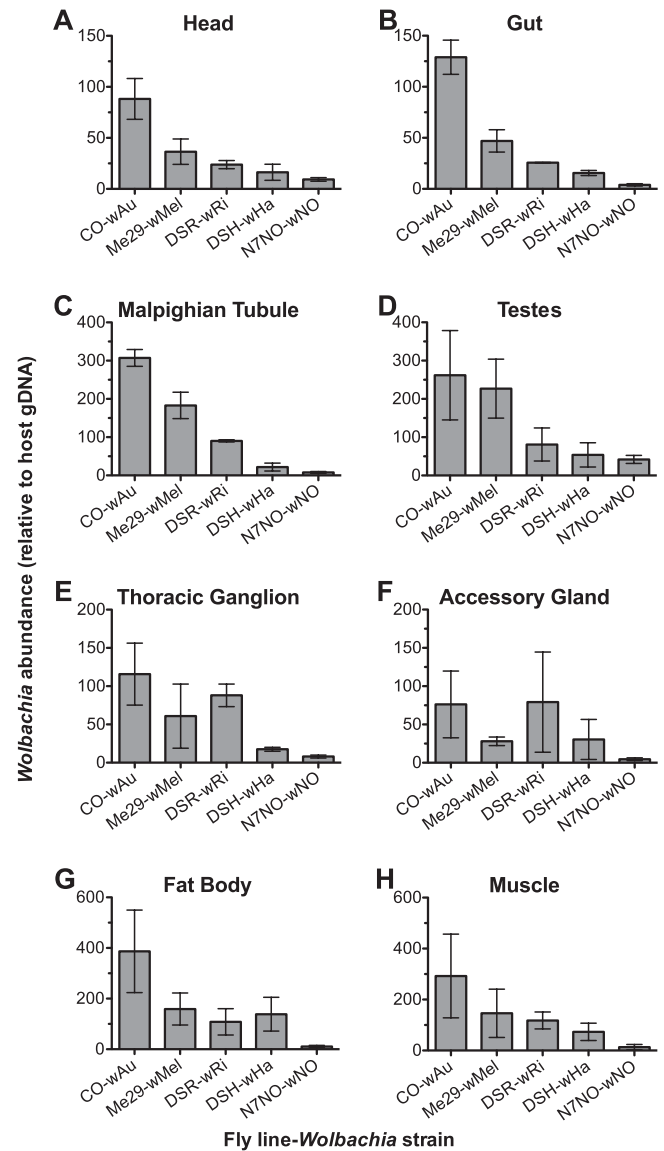 A Head
150
100
50
0
CO-wAu Me29-wMel DSR-wRi DSH-wHa N7NO-wNO
B Gut
150
100
50
0
CO-wAu Me29-wMel DSR-wRi DSH-wHa N7NO-wNO
C Malpighian Tubule
400
300
200
100
0
CO-wAu Me29-wMel DSR-wRi DSH-wHa N7NO-wNO
D Testes
400
300
200
100
0
CO-wAu Me29-wMel DSR-wRi DSH-wHa N7NO-wNO
Wolbachia abundance (relative to host gDNA)
E Thoracic Ganglion
200
150
100
50
0
CO-wAu Me29-wMel DSR-wRi DSH-wHa N7NO-wNO
F Accessory Gland
200
150
100
50
0
CO-wAu Me29-wMel DSR-wRi DSH-wHa N7NO-wNO
G Fat Body
600
400
200
0
CO-wAu Me29-wMel DSR-wRi DSH-wHa N7NO-wNO
H Muscle
600
400
200
0
CO-wAu Me29-wMel DSR-wRi DSH-wHa N7NO-wNO
Fly line-Wolbachia strain